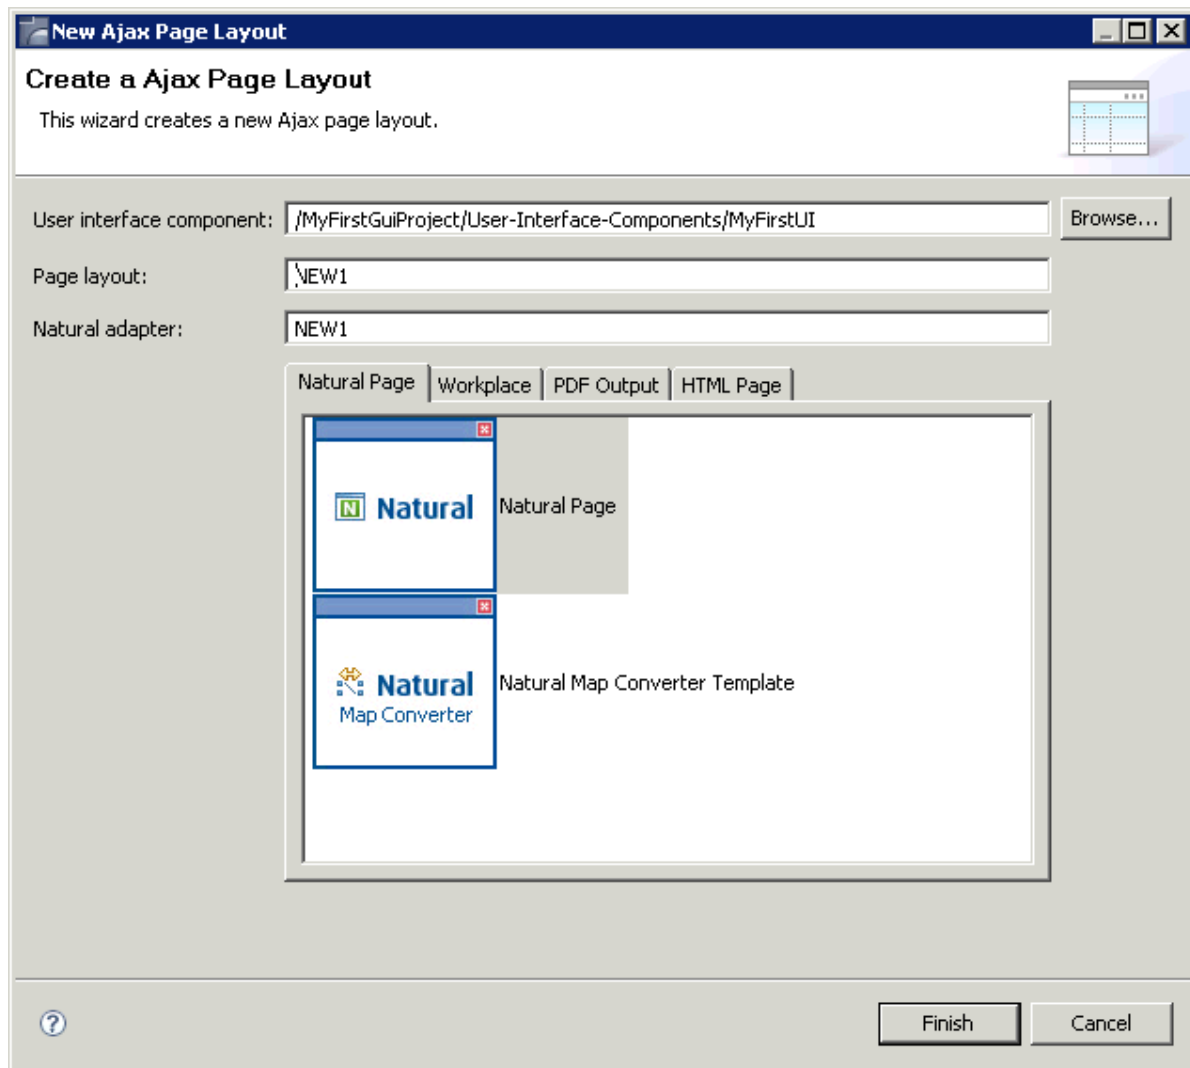 New Ajax Page Layout
Create a Ajax Page Layout
This wizard creates a new Ajax page layout.
User interface component: /MyFirstGuiProject/User-Interface-Components/MyFirstUI Browse...
Page layout: NEW1
Natural adapter: NEW1
Natural Page Workplace PDF Output HTML Page
N Natural Natural Page
Natural Natural Map Converter Template
Map Converter
? Finish Cancel